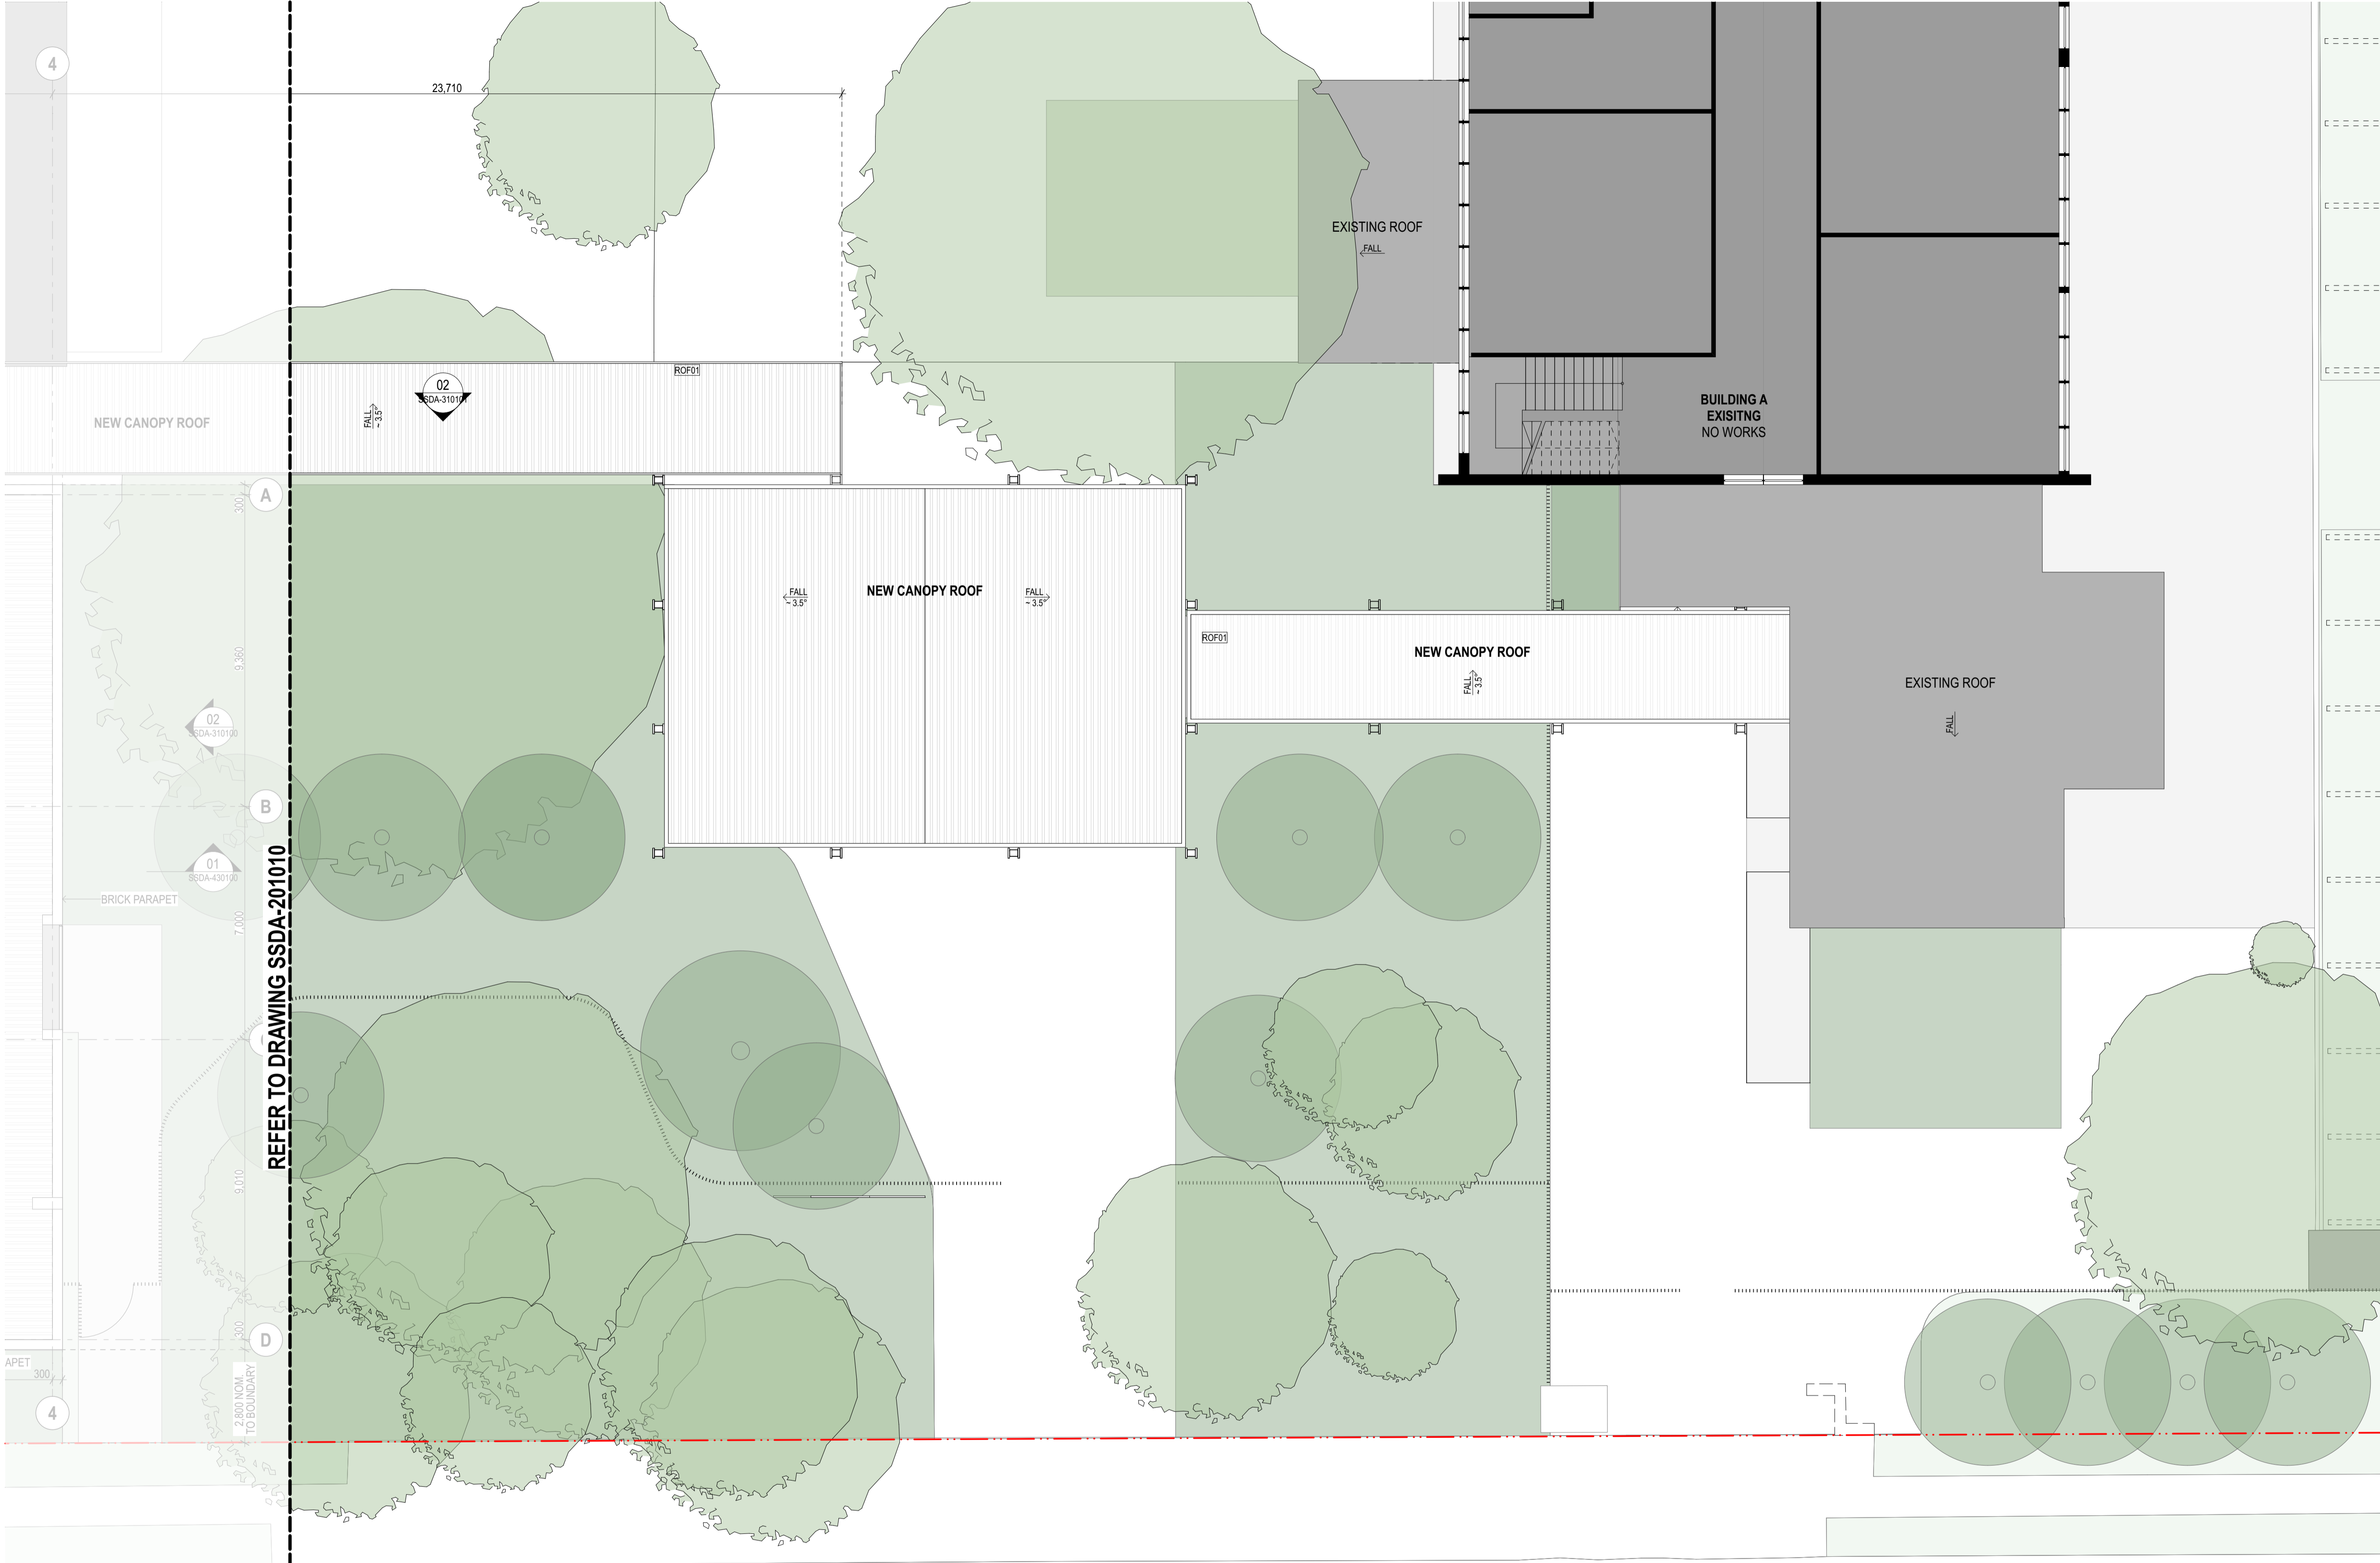 4
23,710
EXISTING ROOF
FALL
ROF01
02
SSDA-310101
FALL
~ 3.5°
NEW CANOPY ROOF
BUILDING A
EXISITNG
NO WORKS
A
300
FALL
~ 3.5°
NEW CANOPY ROOF
FALL
~ 3.5°
ROF01
NEW CANOPY ROOF
FALL
~ 3.5°
EXISTING ROOF
FALL
9,360
02
SSDA-310100
B
01
SSDA-430100
BRICK PARAPET
7,000
REFER TO DRAWING SSDA-201010
9,010
300
D
APET
300
2,800 NOM.
TO BOUNDARY
4